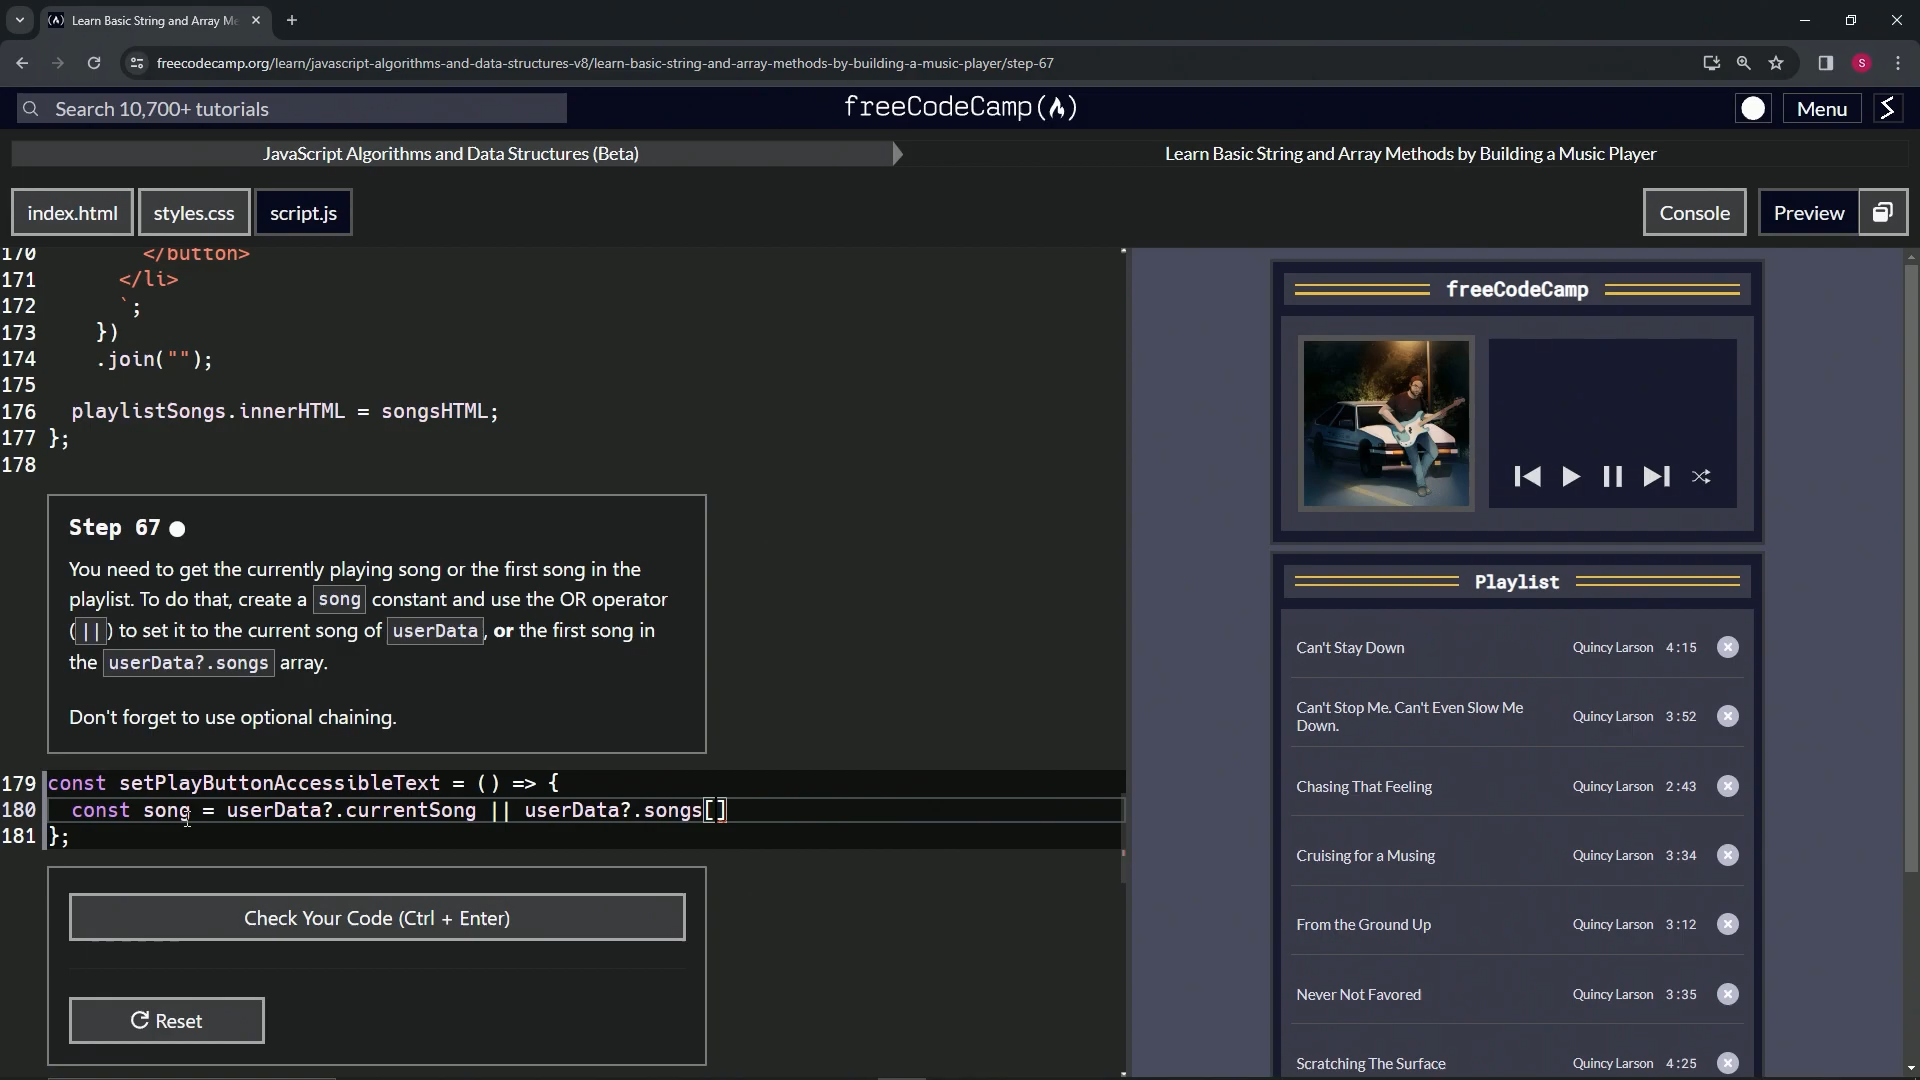 Learn Basic String and Array Me
freecodecamp.org/learn/javascript-algorithms-and-data-structures-v8/learn-basic-string-and-array-methods-by-building-a-music-player/step-67
S
Search 10,700+ tutorials
freeCodeCamp
Menu
JavaScript Algorithms and Data Structures (Beta)
Learn Basic String and Array Methods by Building a Music Player
index.html
styles.css
script.js
Console
Preview
170 </button>
171 </li>
172 `;
173 })
174 .join("");
175
176 playlistSongs.innerHTML = songsHTML;
177 };
178
Step 67
You need to get the currently playing song or the first song in the
playlist. To do that, create a song constant and use the OR operator
(||) to set it to the current song of userData, or the first song in
the userData?.songs array.
Don't forget to use optional chaining.
179 const setPlayButtonAccessibleText = () => {
180 const song = userData?.currentSong || userData?.songs[]
181 };
Check Your Code (Ctrl + Enter)
Reset
freeCodeCamp
Playlist
Can't Stay Down Quincy Larson 4:15
Can't Stop Me. Can't Even Slow Me
Down. Quincy Larson 3:52
Chasing That Feeling Quincy Larson 2:43
Cruising for a Musing Quincy Larson 3:34
From the Ground Up Quincy Larson 3:12
Never Not Favored Quincy Larson 3:35
Scratching The Surface Quincy Larson 4:25